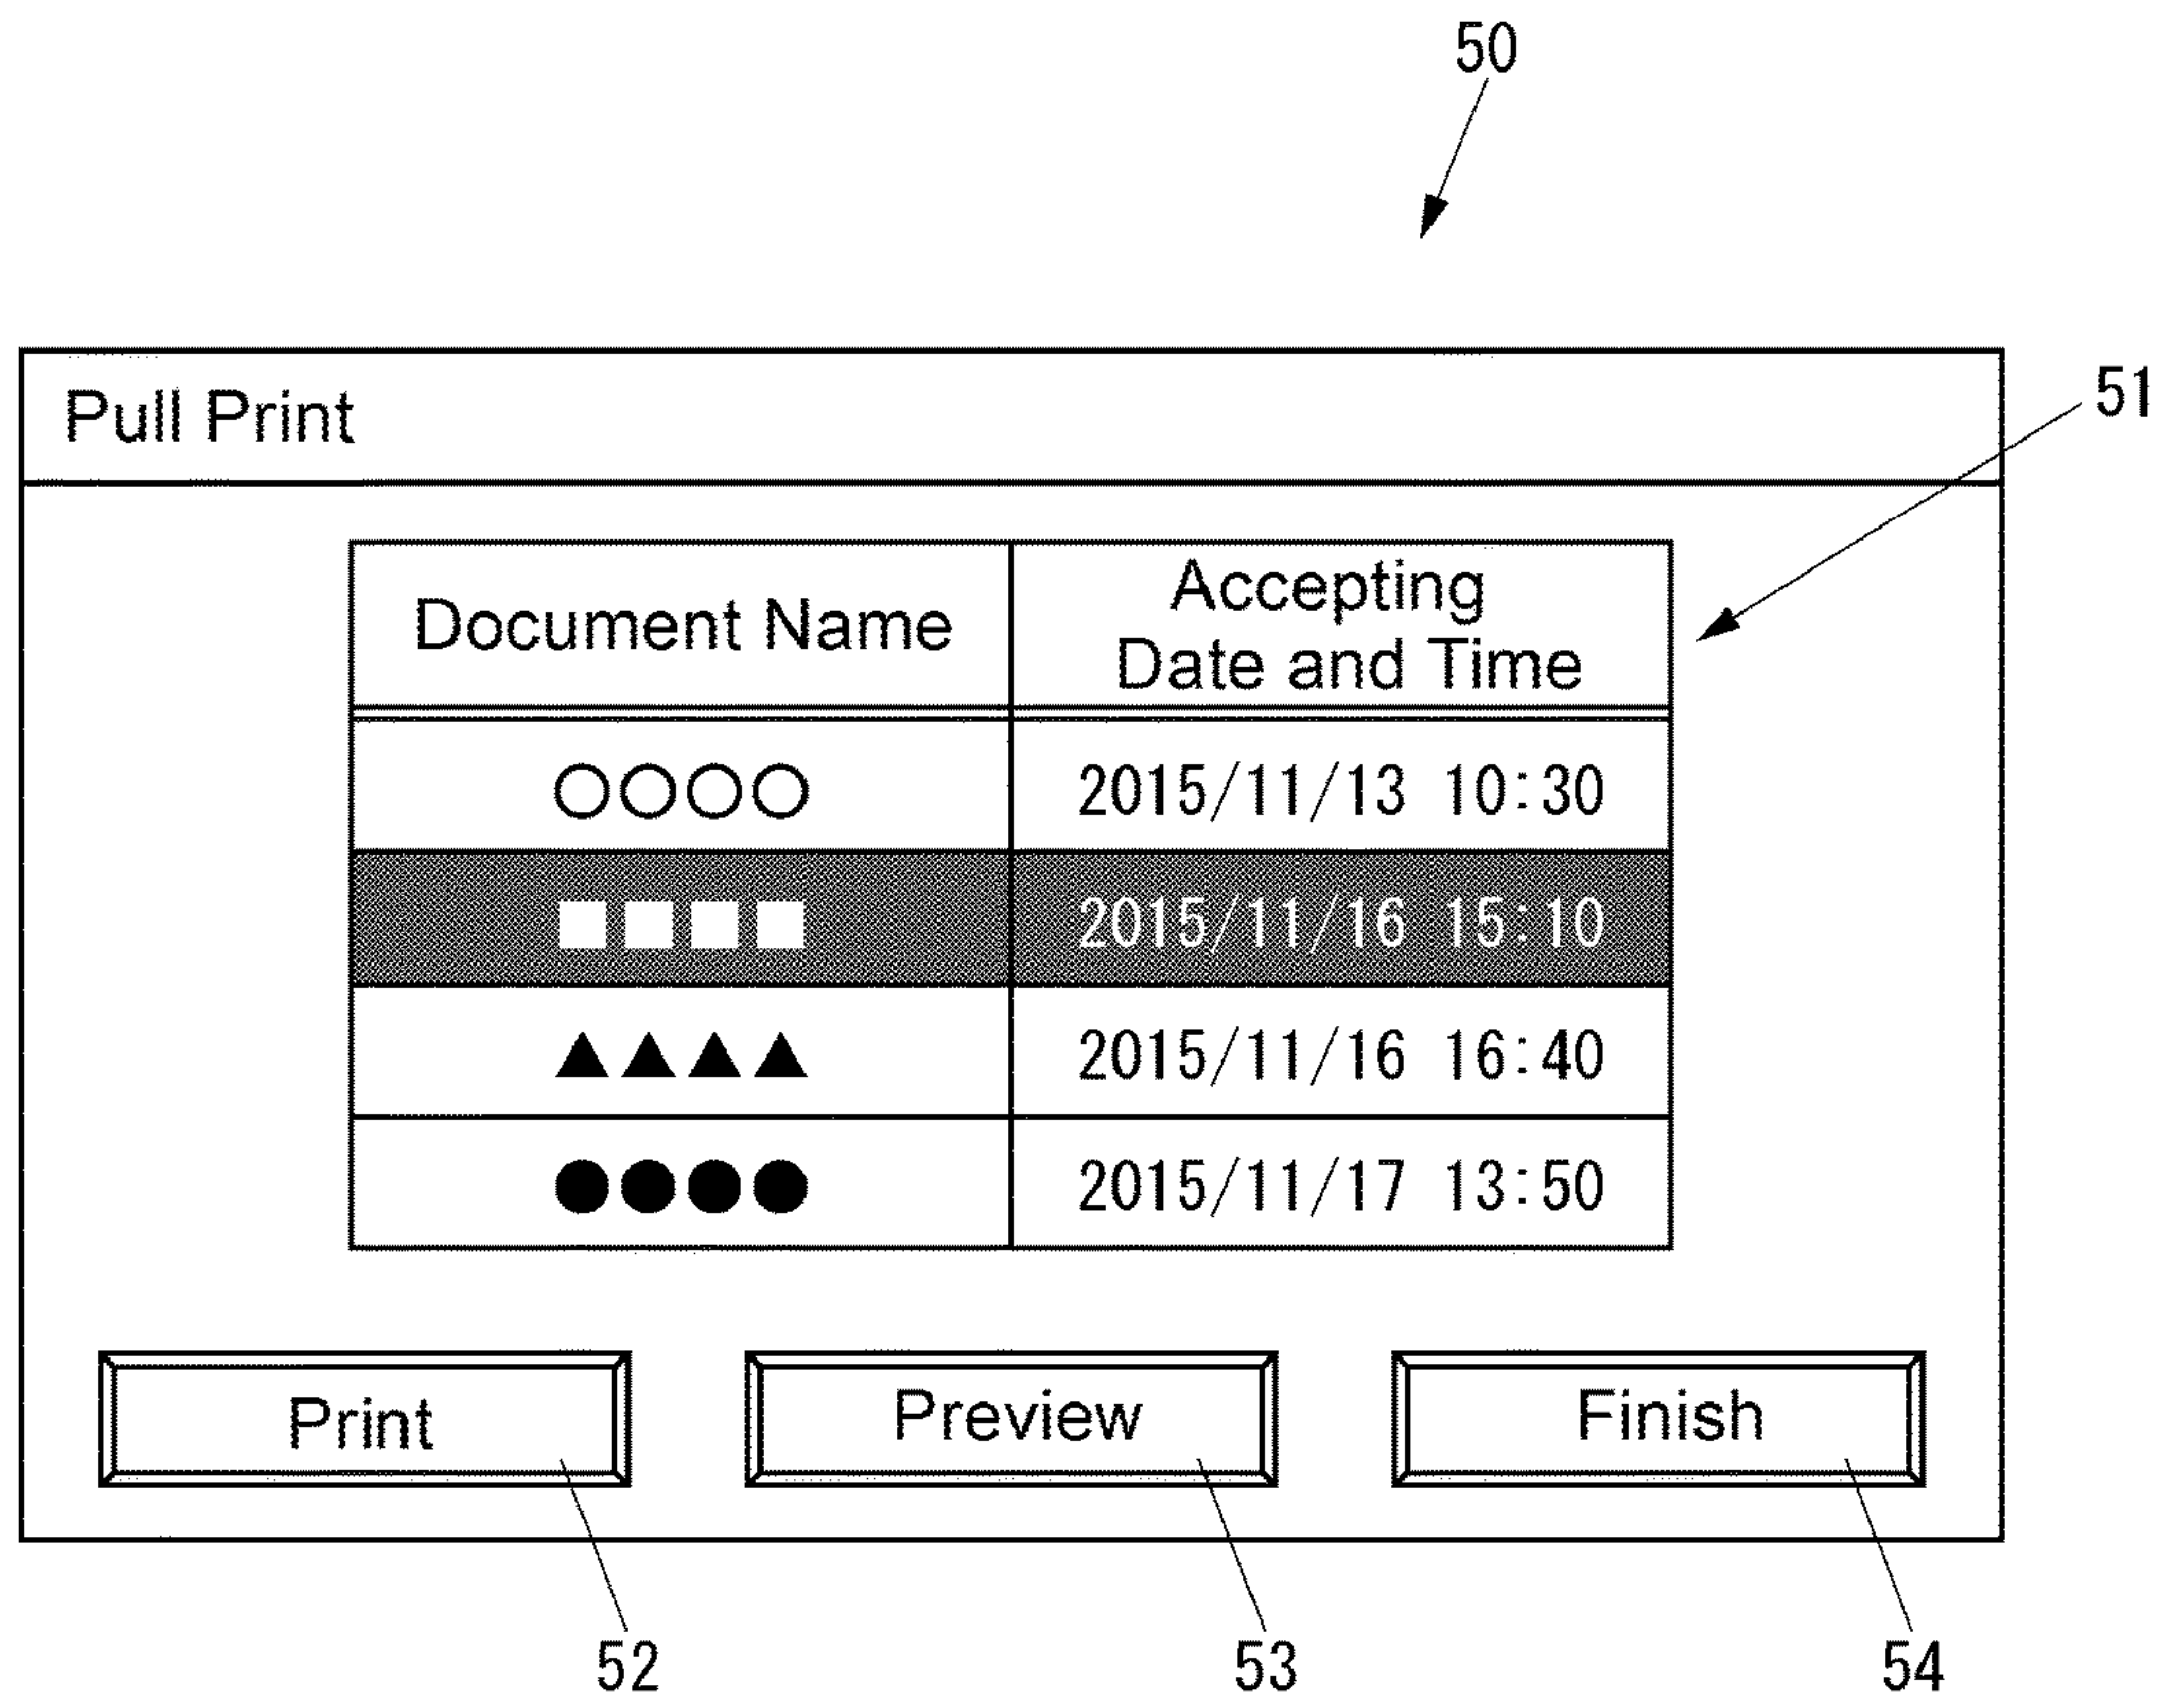 50
Pull Print
51
Document Name
Accepting
Date and Time
○○○○ 2015/11/13 10:30
■■■■ 2015/11/16 15:10
▲▲▲▲ 2015/11/16 16:40
●●●● 2015/11/17 13:50
Print Preview Finish
52 53 54